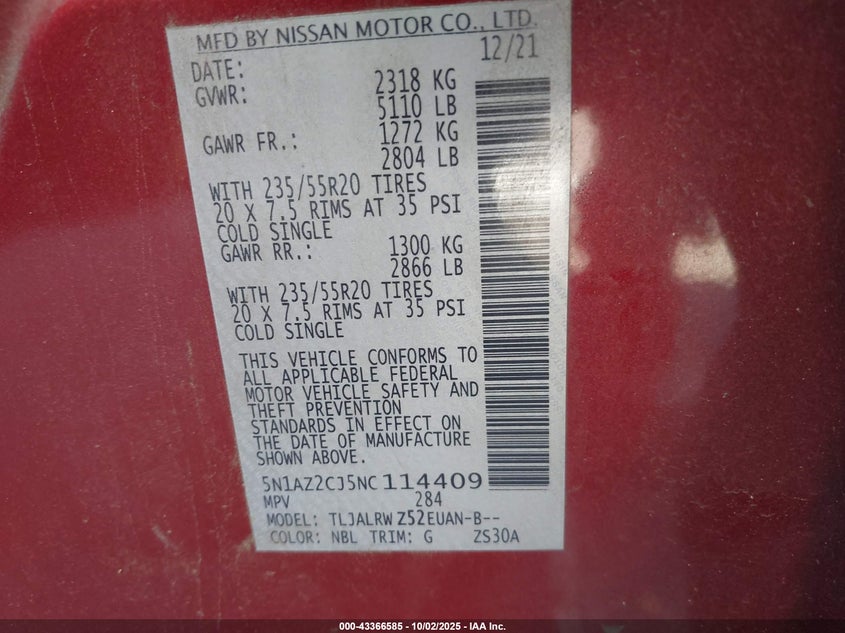 MFD BY NISSAN MOTOR CO., LTD.
DATE: 12/21
GVWR: 2318 KG
5110 LB
GAWR FR.: 1272 KG
2804 LB
WITH 235/55R20 TIRES
20 X 7.5 RIMS AT 35 PSI
COLD SINGLE
GAWR RR.: 1300 KG
2866 LB
WITH 235/55R20 TIRES
20 X 7.5 RIMS AT 35 PSI
COLD SINGLE
THIS VEHICLE CONFORMS TO
ALL APPLICABLE FEDERAL
MOTOR VEHICLE SAFETY AND
THEFT PREVENTION
STANDARDS IN EFFECT ON
THE DATE OF MANUFACTURE
SHOWN ABOVE.
5N1AZ2CJ5NC114409
MPV 284
MODEL: TLJALRWZ52EUAN-B--
COLOR: NBL TRIM: G ZS30A
000-43366585 - 10/02/2025 - IAA Inc.